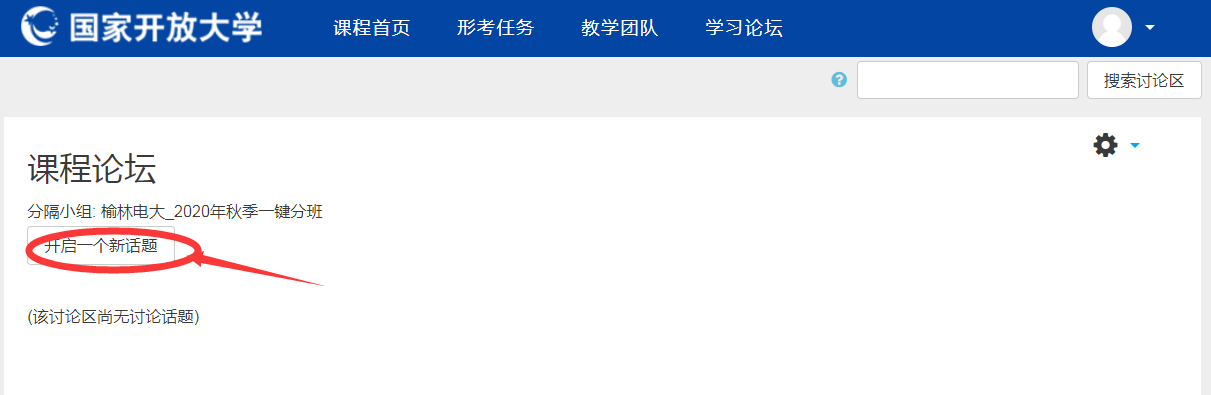 国家开放大学 课程首页 形考任务 教学团队 学习论坛
搜索讨论区
课程论坛
分隔小组: 榆林电大_2020年秋季一键分班
开启一个新话题
(该讨论区尚无讨论话题)